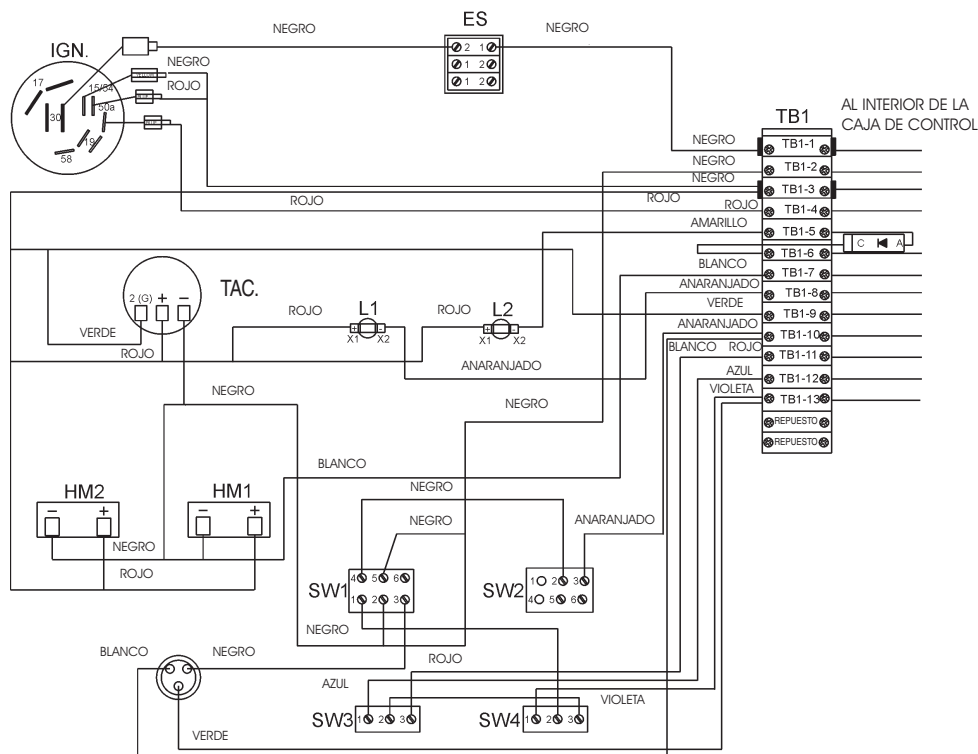 NEGRO
ES
NEGRO
2 1
1 2
1 2
IGN.
NEGRO
ROJO
17
15/54
30
50a
19
58
AL INTERIOR DE LA
CAJA DE CONTROL
TB1
NEGRO
TB1-1
NEGRO
TB1-2
NEGRO
TB1-3
ROJO
ROJO
ROJO
TB1-4
AMARILLO
TB1-5
C A
TB1-6
BLANCO
TB1-7
ANARANJADO
TB1-8
VERDE
TB1-9
ANARANJADO
TB1-10
BLANCO ROJO
TB1-11
AZUL
TB1-12
VIOLETA
TB1-13
REPUESTO
REPUESTO
TAC.
2 (G) + −
VERDE
ROJO
ROJO
L1
+ -
X1 X2
ROJO
L2
+ -
X1 X2
ANARANJADO
NEGRO
NEGRO
BLANCO
HM2
− +
HM1
− +
NEGRO
ROJO
NEGRO
NEGRO
ANARANJADO
SW1
4 5 6
1 2 3
SW2
1 2 3
4 5 6
NEGRO
BLANCO
NEGRO
ROJO
AZUL
VIOLETA
SW3
1 2 3
SW4
1 2 3
VERDE